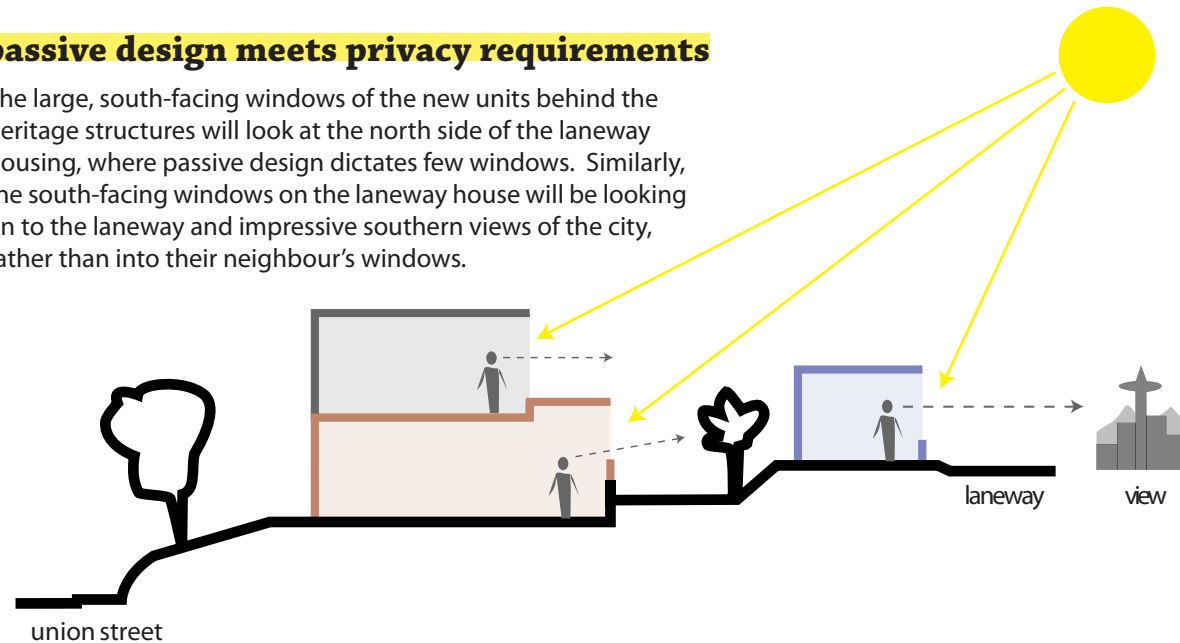 passive design meets privacy requirements
he large, south-facing windows of the new units behind the
eritage structures will look at the north side of the laneway
ousing, where passive design dictates few windows. Similarly,
he south-facing windows on the laneway house will be looking
n to the laneway and impressive southern views of the city,
ather than into their neighbour's windows.
laneway
view
union street